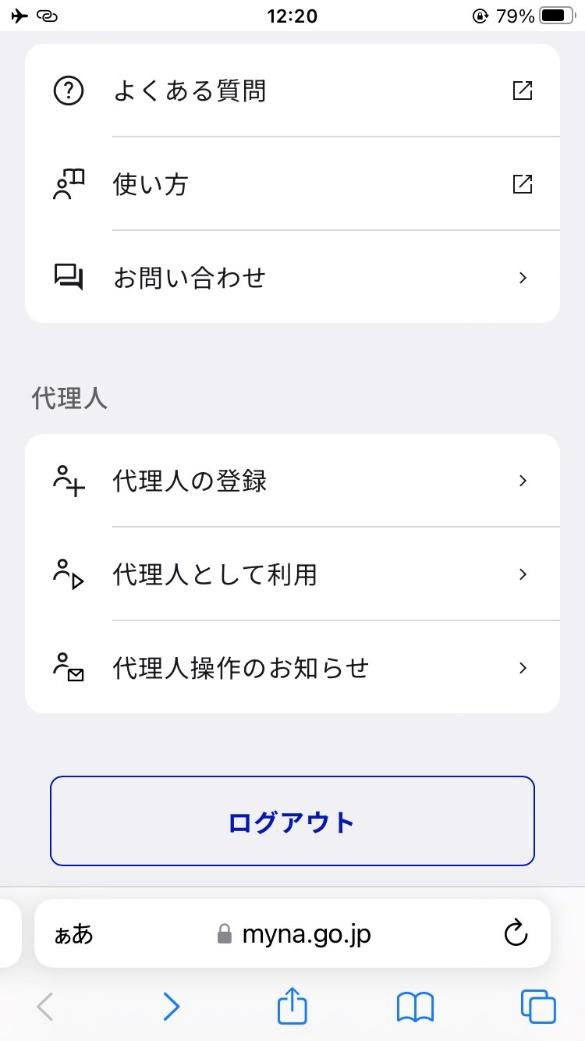 12:20
79%
よくある質問
使い方
お問い合わせ
代理人
代理人の登録
代理人として利用
代理人操作のお知らせ
ログアウト
ぁあ myna.go.jp